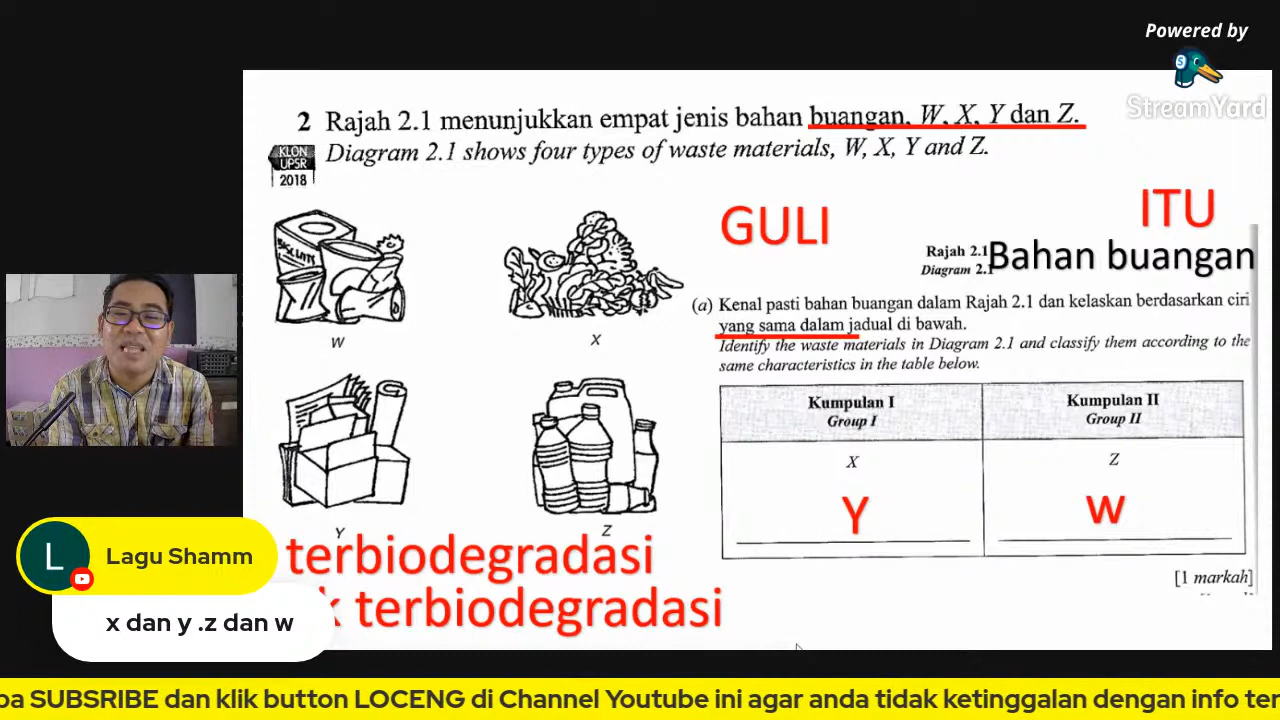 Powered by
StreamYard
2 Rajah 2.1 menunjukkan empat jenis bahan buangan, W, X, Y dan Z.
KLON
UPSR
2018
Diagram 2.1 shows four types of waste materials, W, X, Y and Z.
GULI
ITU
Rajah 2.1
Diagram 2.1
Bahan buangan
(a) Kenal pasti bahan buangan dalam Rajah 2.1 dan kelaskan berdasarkan ciri
yang sama dalam jadual di bawah.
Identify the waste materials in Diagram 2.1 and classify them according to the
same characteristics in the table below.
W
X
Y
Z
Kumpulan I
Group I
Kumpulan II
Group II
X
Z
Y
W
[1 markah]
terbiodegradasi
k terbiodegradasi
L
Lagu Shamm
x dan y .z dan w
ba SUBSRIBE dan klik button LOCENG di Channel Youtube ini agar anda tidak ketinggalan dengan info ter